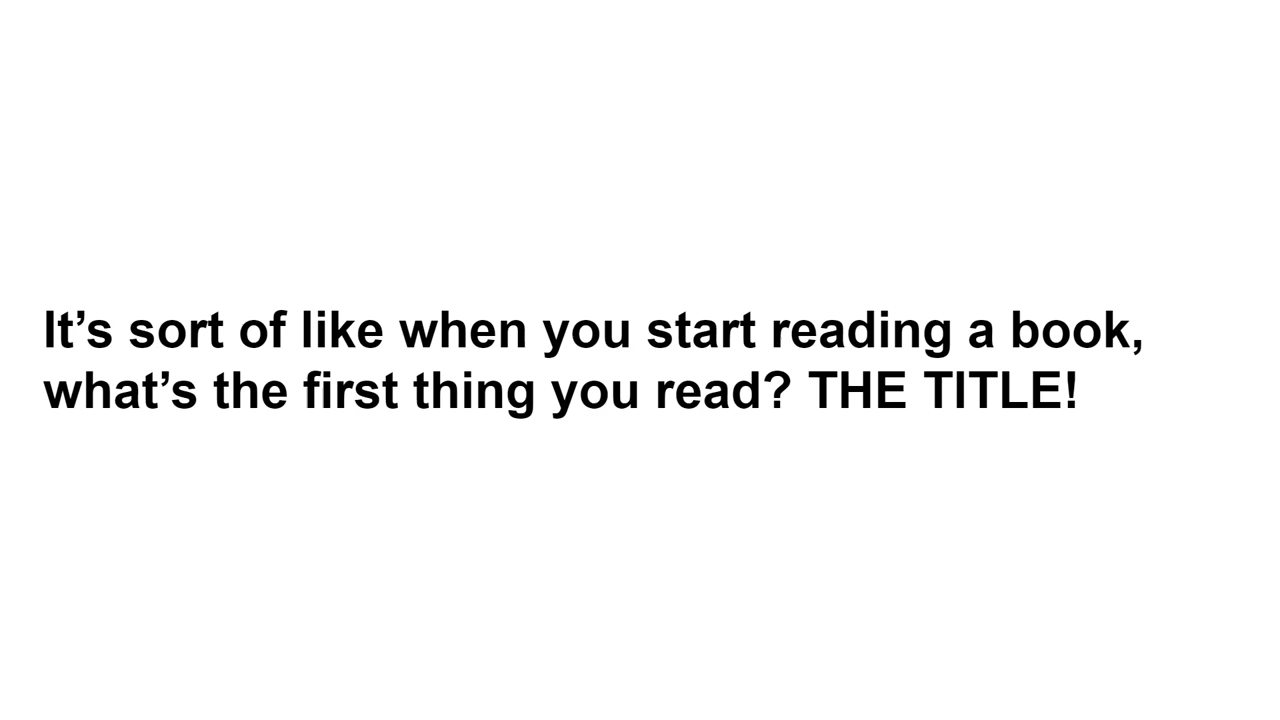 It’s sort of like when you start reading a book,
what’s the first thing you read? THE TITLE!